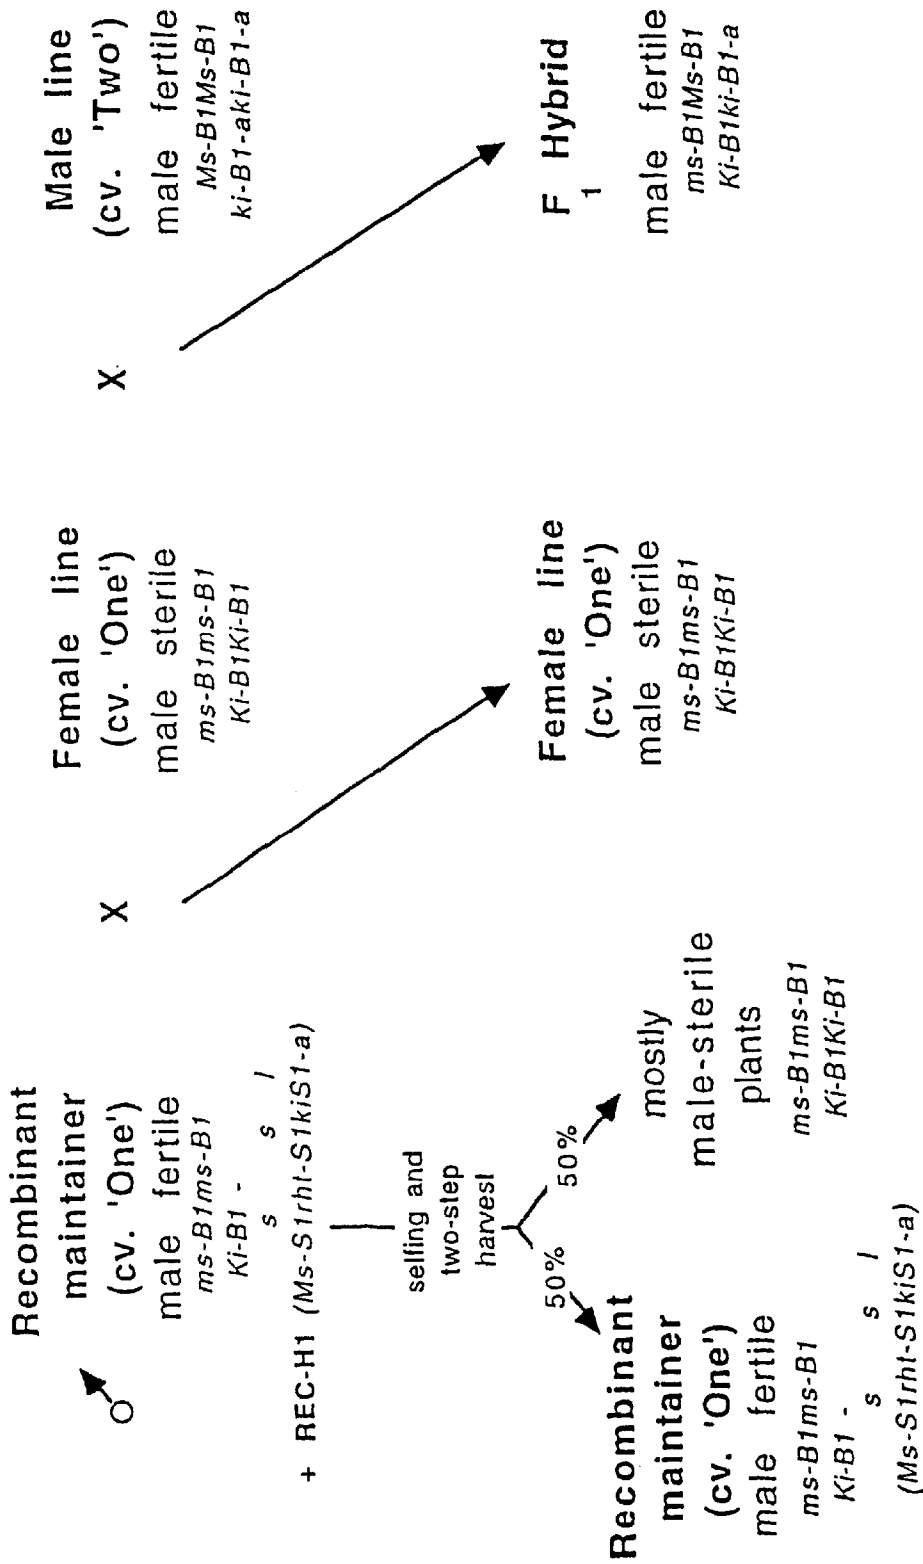 Recombinant
maintainer
(cv. 'One')
male fertile
ms-B1ms-B1
Ki-B1 -
s s l
+ REC-H1 (Ms-S1rht-S1kiS1-a)
X
Female line
(cv. 'One')
male sterile
ms-B1ms-B1
Ki-B1Ki-B1
X
Male line
(cv. 'Two')
male fertile
Ms-B1Ms-B1
ki-B1-aki-B1-a
selfing and
two-step
harvest
50%
50%
Recombinant
maintainer
(cv. 'One')
male fertile
ms-B1ms-B1
Ki-B1 -
s s l
(Ms-S1rht-S1kiS1-a)
mostly
male-sterile
plants
ms-B1ms-B1
Ki-B1Ki-B1
Female line
(cv. 'One')
male sterile
ms-B1ms-B1
Ki-B1Ki-B1
F1 Hybrid
male fertile
ms-B1Ms-B1
Ki-B1ki-B1-a